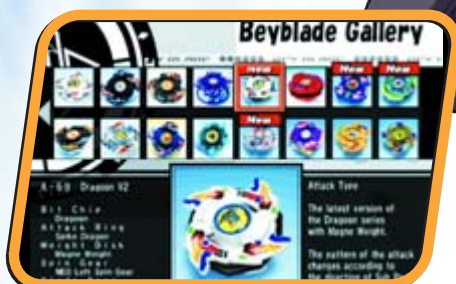 Beyblade Gallery
New New New
New
A-59 Dragoon V2
Bit Chip
Dragoon
Attack Ring
Weight Disk
Magne Weight
Spin Gear
NEO Left Spin Gear
Attack Type
The latest version of
the Dragoon series
with Magne Weight.
The pattern of the attack
changes according to
the direction of Sub